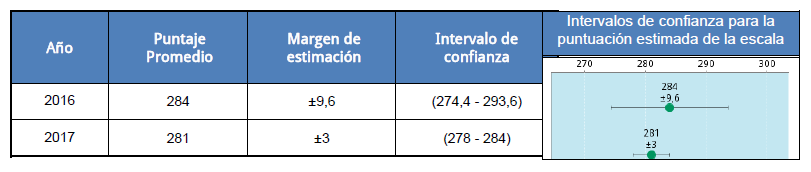 Año
Puntaje
Promedio
Margen de
estimación
Intervalo de
confianza
Intervalos de confianza para la
puntuación estimada de la escala
270 280 290 300
2016 284 ±9,6 (274,4 - 293,6)
284
±9,6
2017 281 ±3 (278 - 284)
281
±3